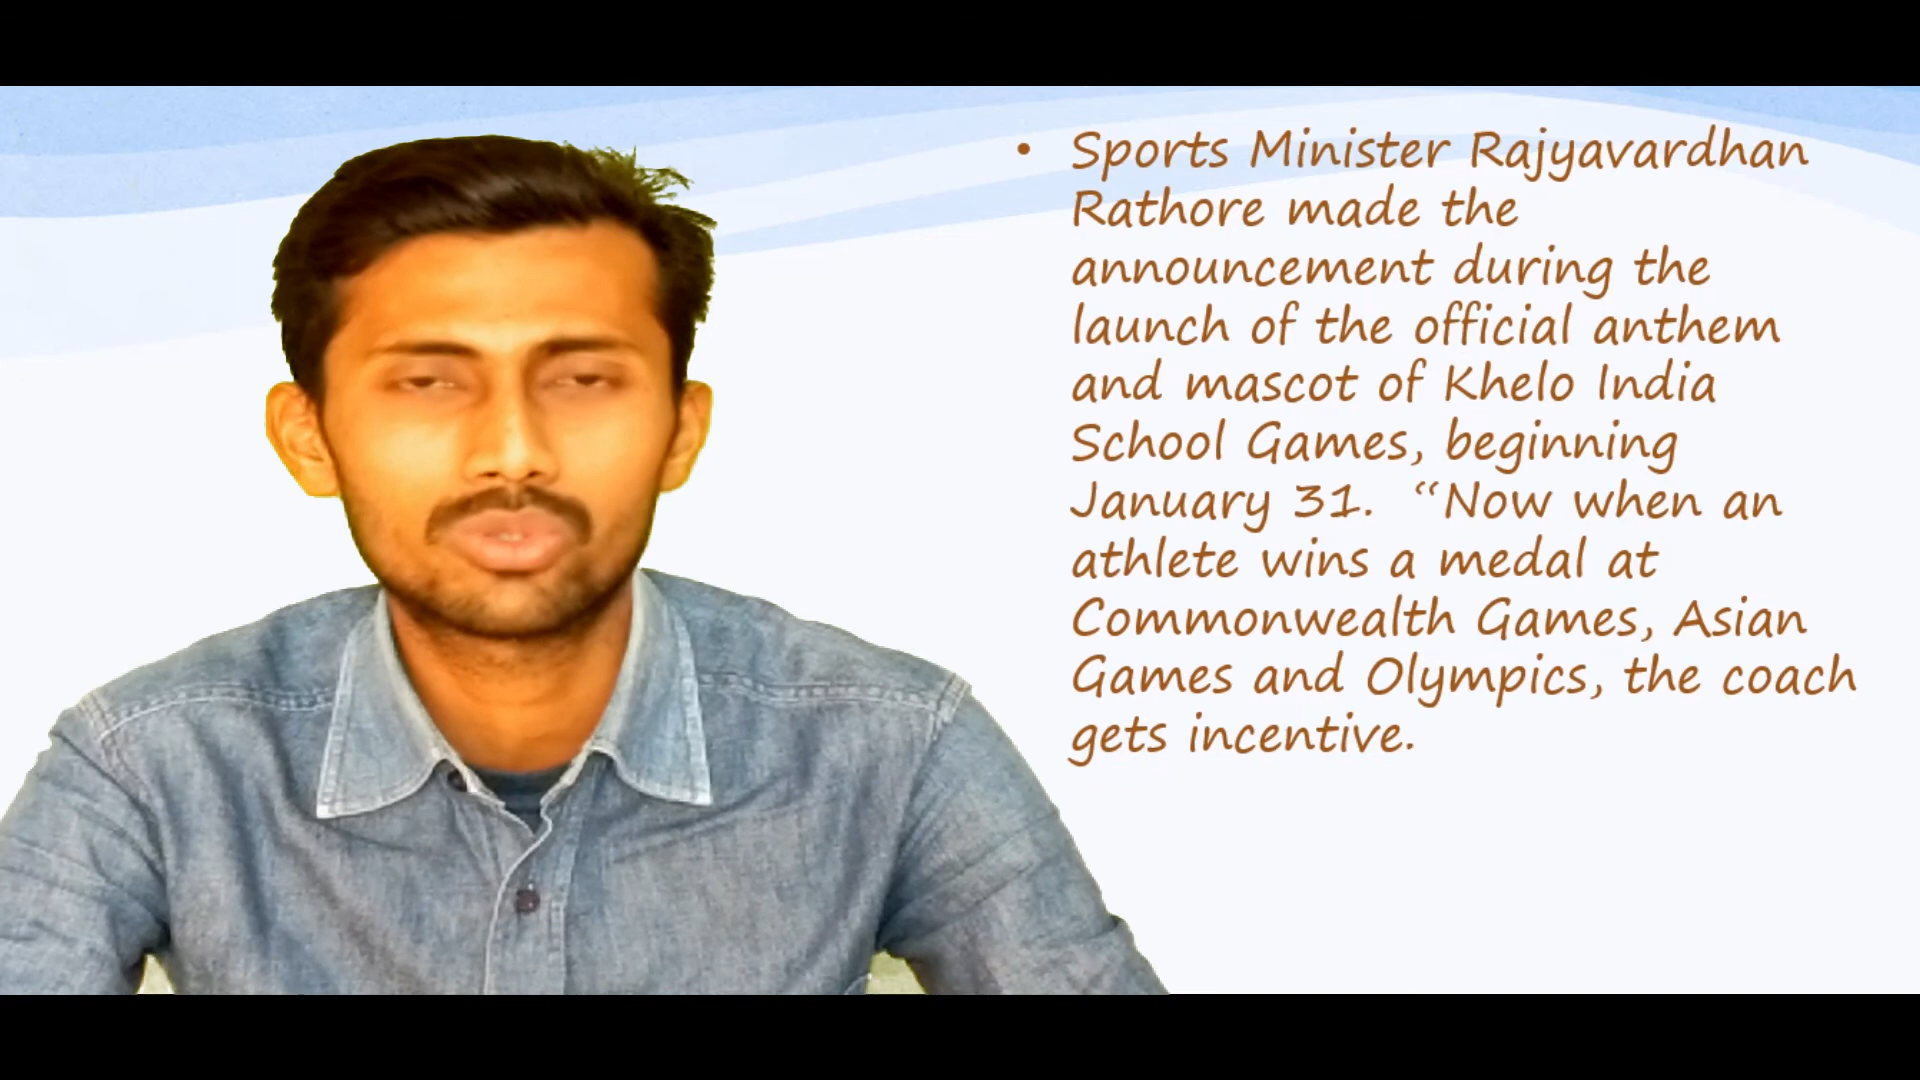 • Sports Minister Rajyavardhan
Rathore made the
announcement during the
launch of the official anthem
and mascot of Khelo India
School Games, beginning
January 31.  “Now when an
athlete wins a medal at
Commonwealth Games, Asian
Games and Olympics, the coach
gets incentive.